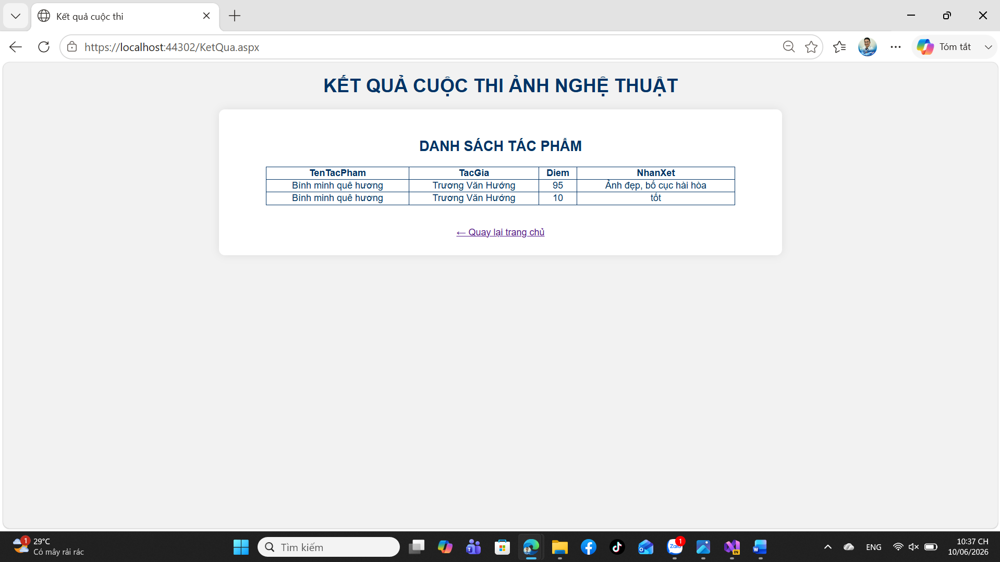 Kết quả cuộc thi
https://localhost:44302/KetQua.aspx
Tóm tắt
KẾT QUẢ CUỘC THI ẢNH NGHỆ THUẬT
DANH SÁCH TÁC PHẨM
TenTacPham TacGia Diem NhanXet
Bình minh quê hương Trương Văn Hướng 95 Ảnh đẹp, bố cục hài hòa
Bình minh quê hương Trương Văn Hướng 10 tốt
← Quay lại trang chủ
1
29°C
Có mây rải rác
Tìm kiếm
Zalo
1
IN
ENG
10:37 CH
10/06/2026